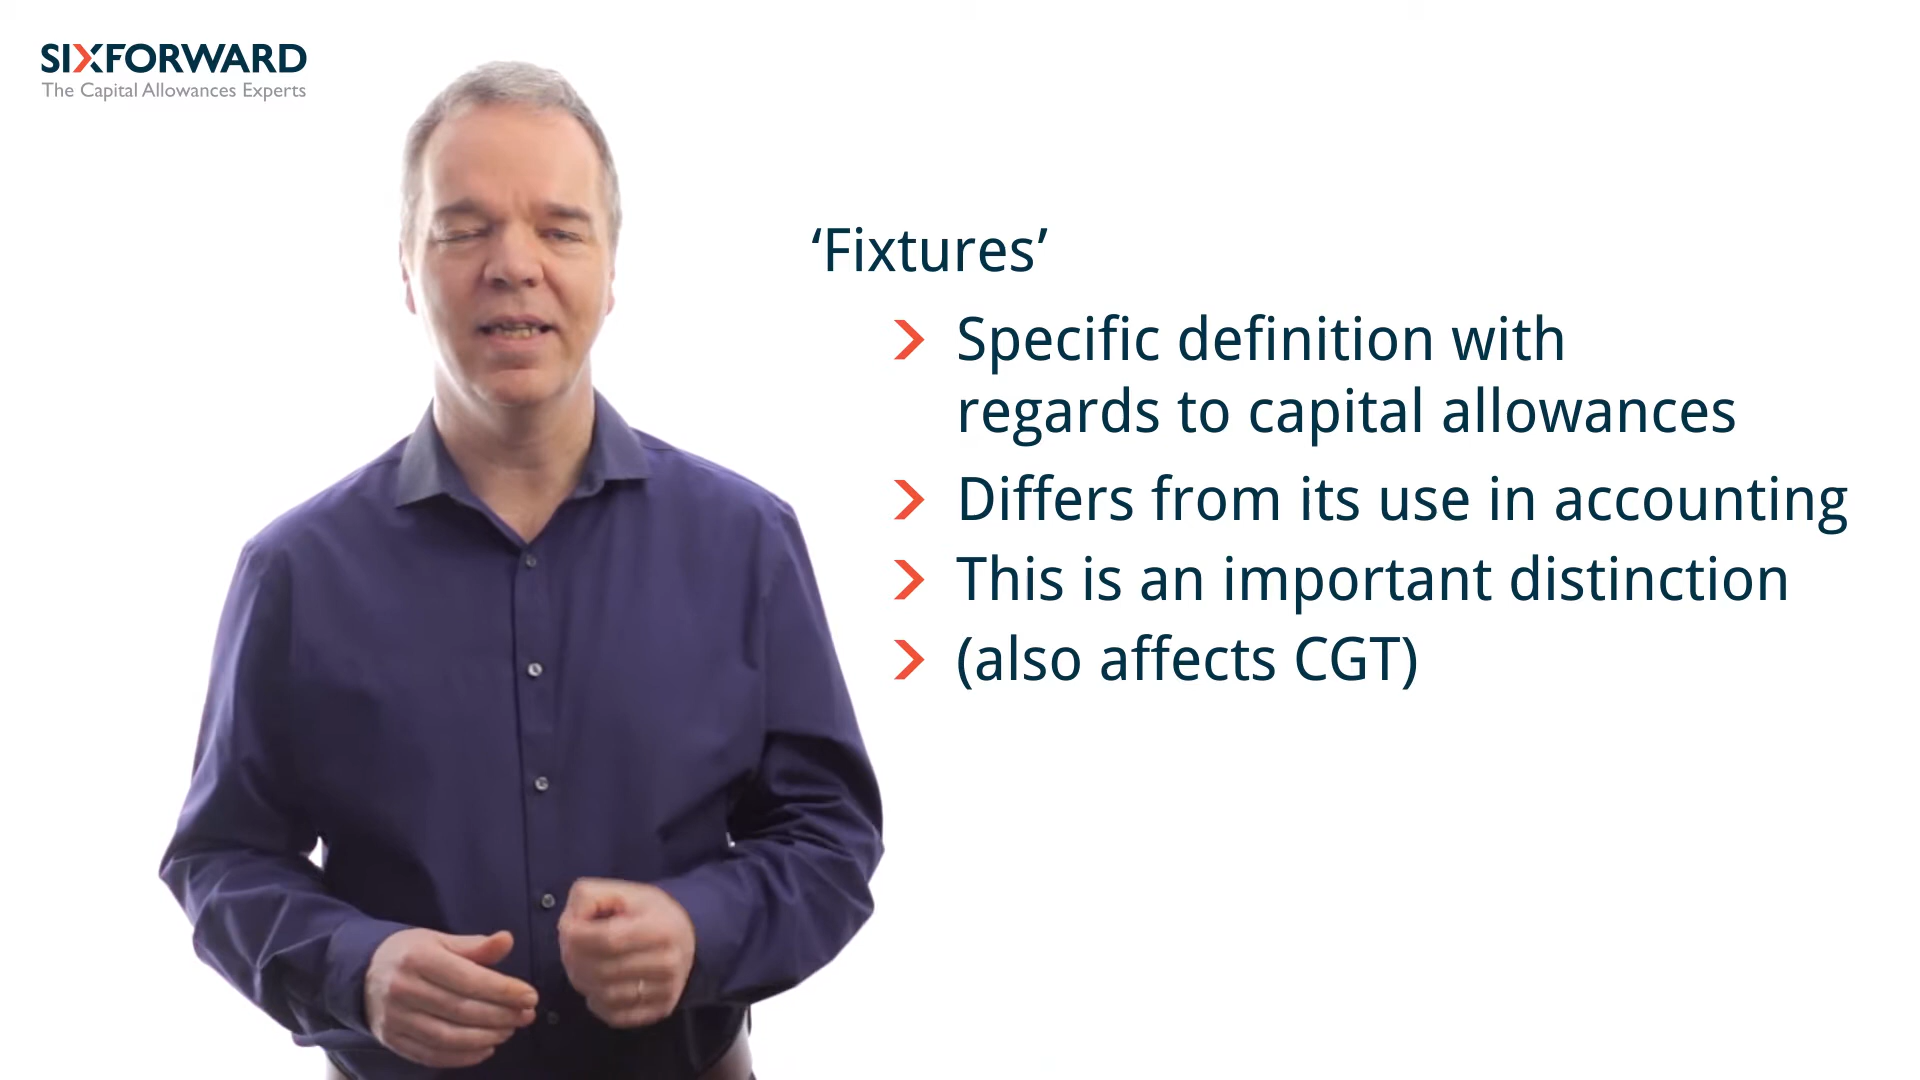 SIXFORWARD
The Capital Allowances Experts
‘Fixtures’
Specific definition with
regards to capital allowances
Differs from its use in accounting
This is an important distinction
(also affects CGT)